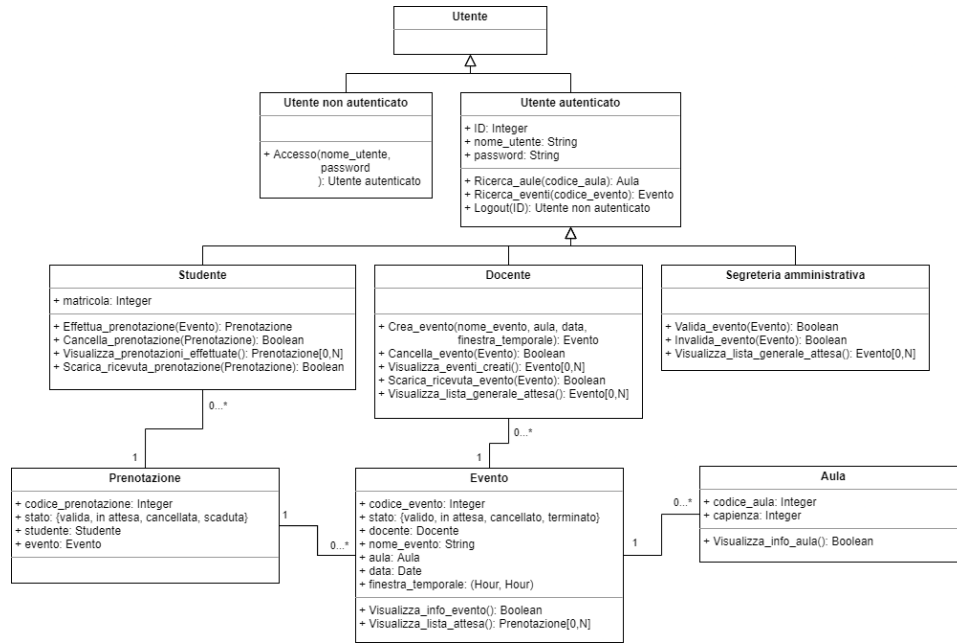 Utente
Utente non autenticato
+ Accesso(nome_utente,
password
): Utente autenticato
Utente autenticato
+ ID: Integer
+ nome_utente: String
+ password: String
+ Ricerca_aule(codice_aula): Aula
+ Ricerca_eventi(codice_evento): Evento
+ Logout(ID): Utente non autenticato
Studente
+ matricola: Integer
+ Effettua_prenotazione(Evento): Prenotazione
+ Cancella_prenotazione(Prenotazione): Boolean
+ Visualizza_prenotazioni_effettuate(): Prenotazione[0,N]
+ Scarica_ricevuta_prenotazione(Prenotazione): Boolean
Docente
+ Crea_evento(nome_evento, aula, data,
finestra_temporale): Evento
+ Cancella_evento(Evento): Boolean
+ Visualizza_eventi_creati(): Evento[0,N]
+ Scarica_ricevuta_evento(Evento): Boolean
+ Visualizza_lista_generale_attesa(): Evento[0,N]
Segreteria amministrativa
+ Valida_evento(Evento): Boolean
+ Invalida_evento(Evento): Boolean
+ Visualizza_lista_generale_attesa(): Evento[0,N]
0...*
1
0...*
1
Prenotazione
+ codice_prenotazione: Integer
+ stato: {valida, in attesa, cancellata, scaduta}
+ studente: Studente
+ evento: Evento
1
0...*
Evento
+ codice_evento: Integer
+ stato: {valido, in attesa, cancellato, terminato}
+ docente: Docente
+ nome_evento: String
+ aula: Aula
+ data: Date
+ finestra_temporale: (Hour, Hour)
+ Visualizza_info_evento(): Boolean
+ Visualizza_lista_attesa(): Prenotazione[0,N]
1
0...*
Aula
+ codice_aula: Integer
+ capienza: Integer
+ Visualizza_info_aula(): Boolean